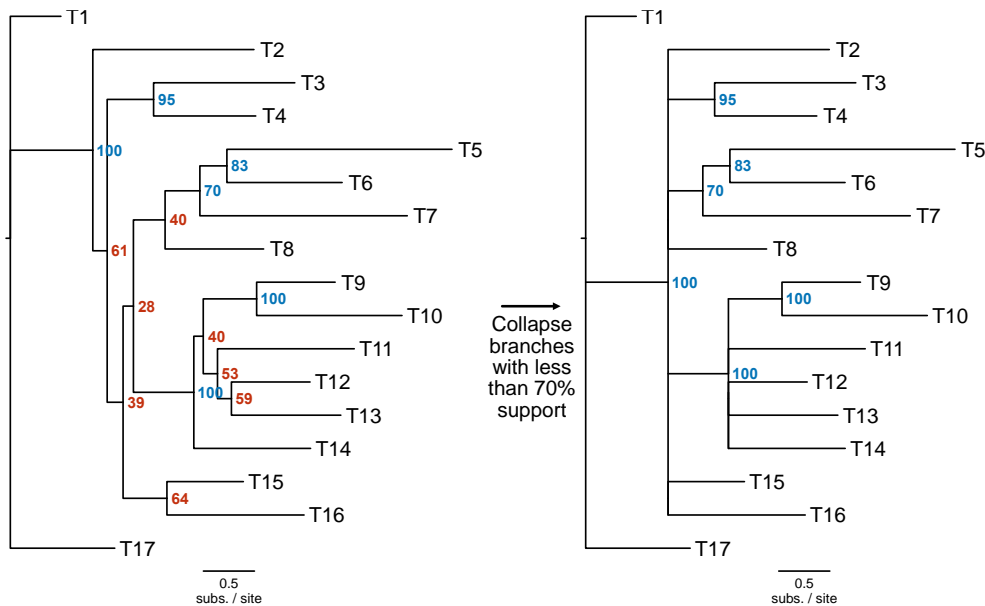 T1
T2
T3
95
T4
100
T5
83
T6
70
T7
40
T8
61
T9
100
28
T10
40
T11
53
T12
100
59
39
T13
T14
T15
64
T16
T17
0.5
subs. / site
Collapse
branches
with less
than 70%
support
T1
T2
T3
95
T4
T5
83
T6
70
T7
T8
100
T9
100
T10
T11
100
T12
T13
T14
T15
T16
T17
0.5
subs. / site